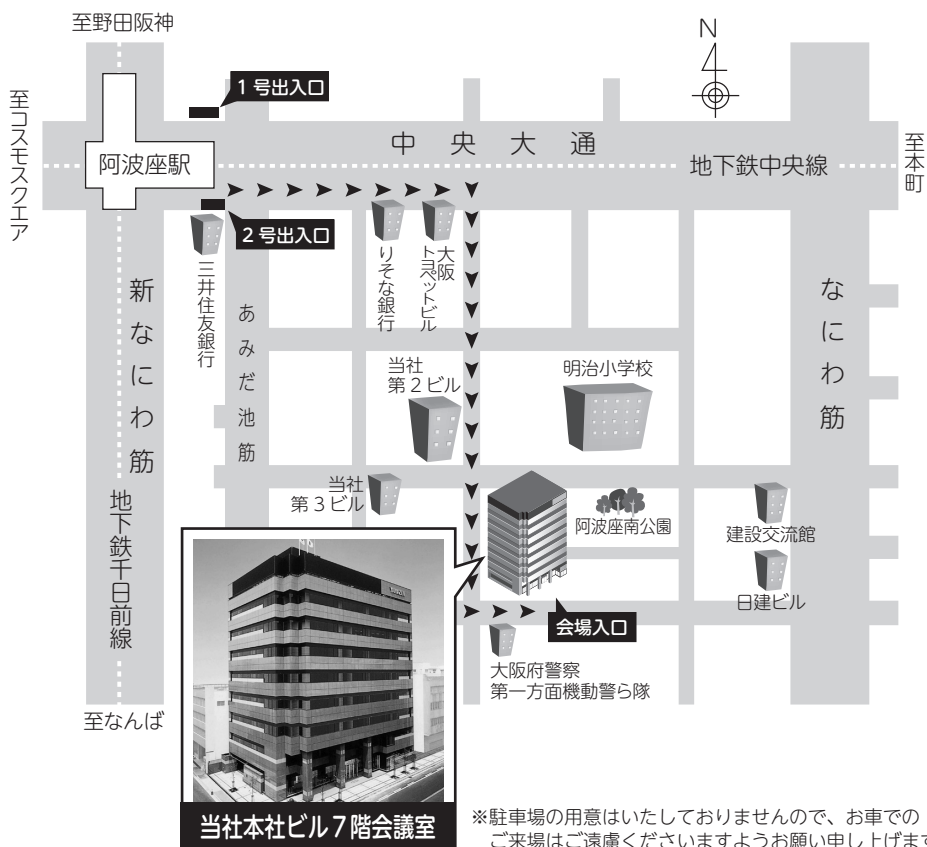 至野田阪神
N
1号出入口
至コスモスクエア
中央大通
阿波座駅
地下鉄中央線
至本町
2号出入口
三井住友銀行
りそな銀行
大阪
トヨペットビル
新なにわ筋
あみだ池筋
なにわ筋
当社
第2ビル
明治小学校
当社
第3ビル
阿波座南公園
建設交流館
地下鉄千日前線
日建ビル
会場入口
大阪府警察
第一方面機動警ら隊
至なんば
当社本社ビル7階会議室
※駐車場の用意はいたしておりませんので、お車での
ご来場はご遠慮くださいますようお願い申し上げます